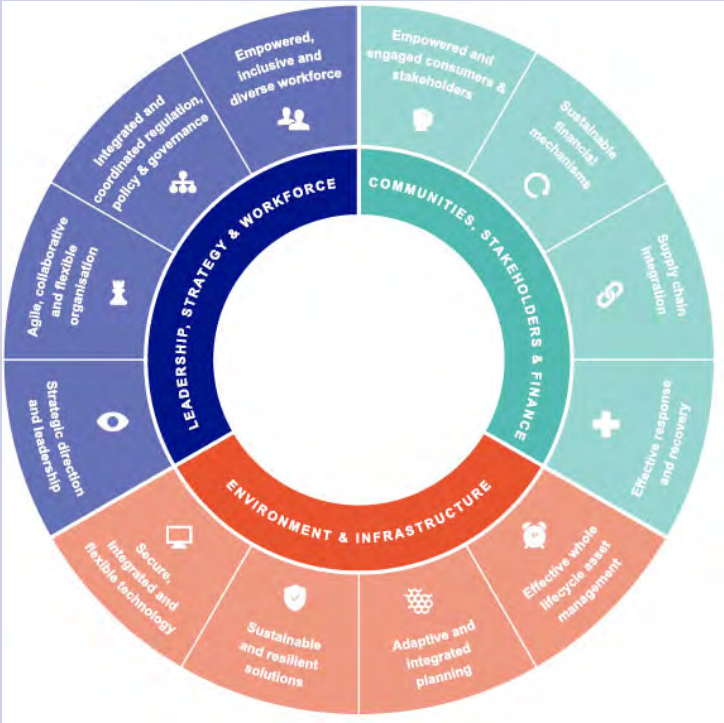 LEADERSHIP, STRATEGY & WORKFORCE
Strategic direction
and leadership
Agile, collaborative
and flexible
organisation
Integrated and
coordinated regulation,
policy & governance
Empowered,
inclusive and
diverse workforce
COMMUNITIES, STAKEHOLDERS & FINANCE
Empowered and
engaged consumers &
stakeholders
Sustainable
financial
mechanisms
Supply chain
integration
Effective response
and recovery
ENVIRONMENT & INFRASTRUCTURE
Effective whole
lifecycle asset
management
Adaptive and
integrated
planning
Sustainable
and resilient
solutions
Secure,
Integrated and
flexible technology